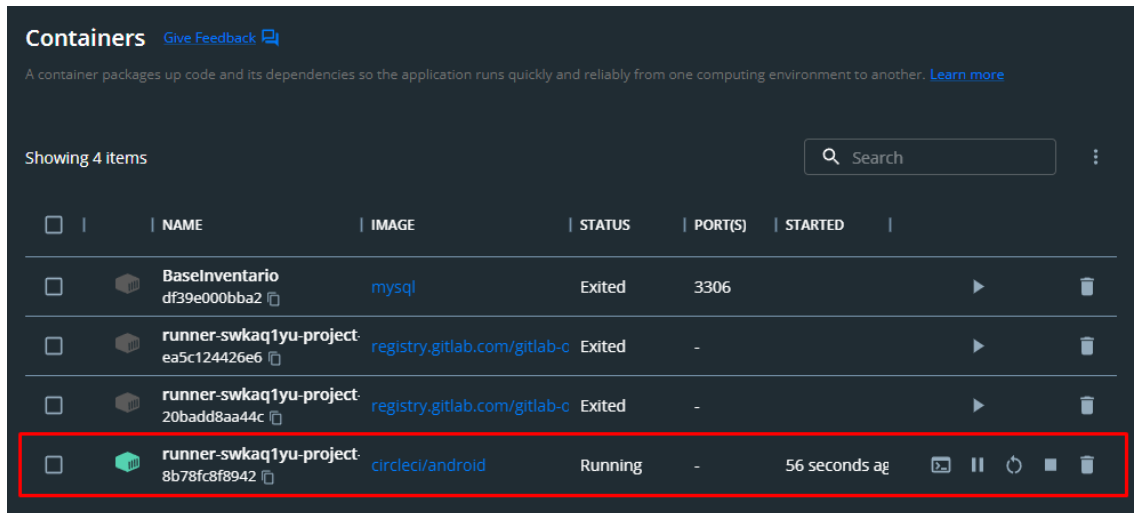 Containers Give Feedback
A container packages up code and its dependencies so the application runs quickly and reliably from one computing environment to another. Learn more
Showing 4 items
Search
NAME IMAGE STATUS PORT(S) STARTED
BaseInventario
df39e000bba2
mysql Exited 3306
runner-swkaq1yu-project-
ea5c124426e6
registry.gitlab.com/gitlab-o Exited -
runner-swkaq1yu-project-
20badd8aa44c
registry.gitlab.com/gitlab-o Exited -
runner-swkaq1yu-project-
8b78fc8f8942
circleci/android Running - 56 seconds ag